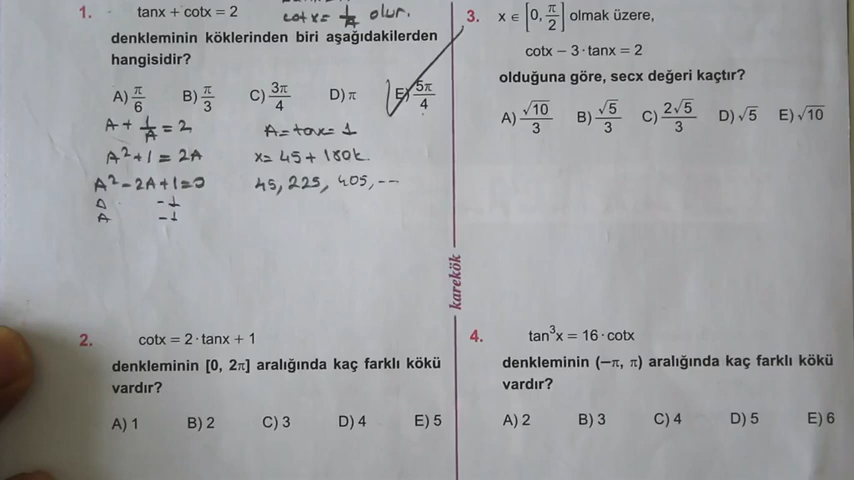 1. tanx + cotx = 2
cotx = 1/A olur.
denkleminin köklerinden biri aşağıdakilerden
hangisidir?
A) π/6 B) π/3 C) 3π/4 D) π E) 5π/4
A + 1/A = 2 A = tanx = 1
A² + 1 = 2A x = 45 + 180k.
A² - 2A + 1 = 0 45, 225, 405, ---
A -1
A -1
2. cotx = 2·tanx + 1
denkleminin [0, 2π] aralığında kaç farklı kökü
vardır?
A) 1 B) 2 C) 3 D) 4 E) 5
karekök
3. x ∈ [0, π/2] olmak üzere,
cotx – 3·tanx = 2
olduğuna göre, secx değeri kaçtır?
A) √10/3 B) √5/3 C) 2√5/3 D) √5 E) √10
4. tan³x = 16·cotx
denkleminin (–π, π) aralığında kaç farklı kökü
vardır?
A) 2 B) 3 C) 4 D) 5 E) 6